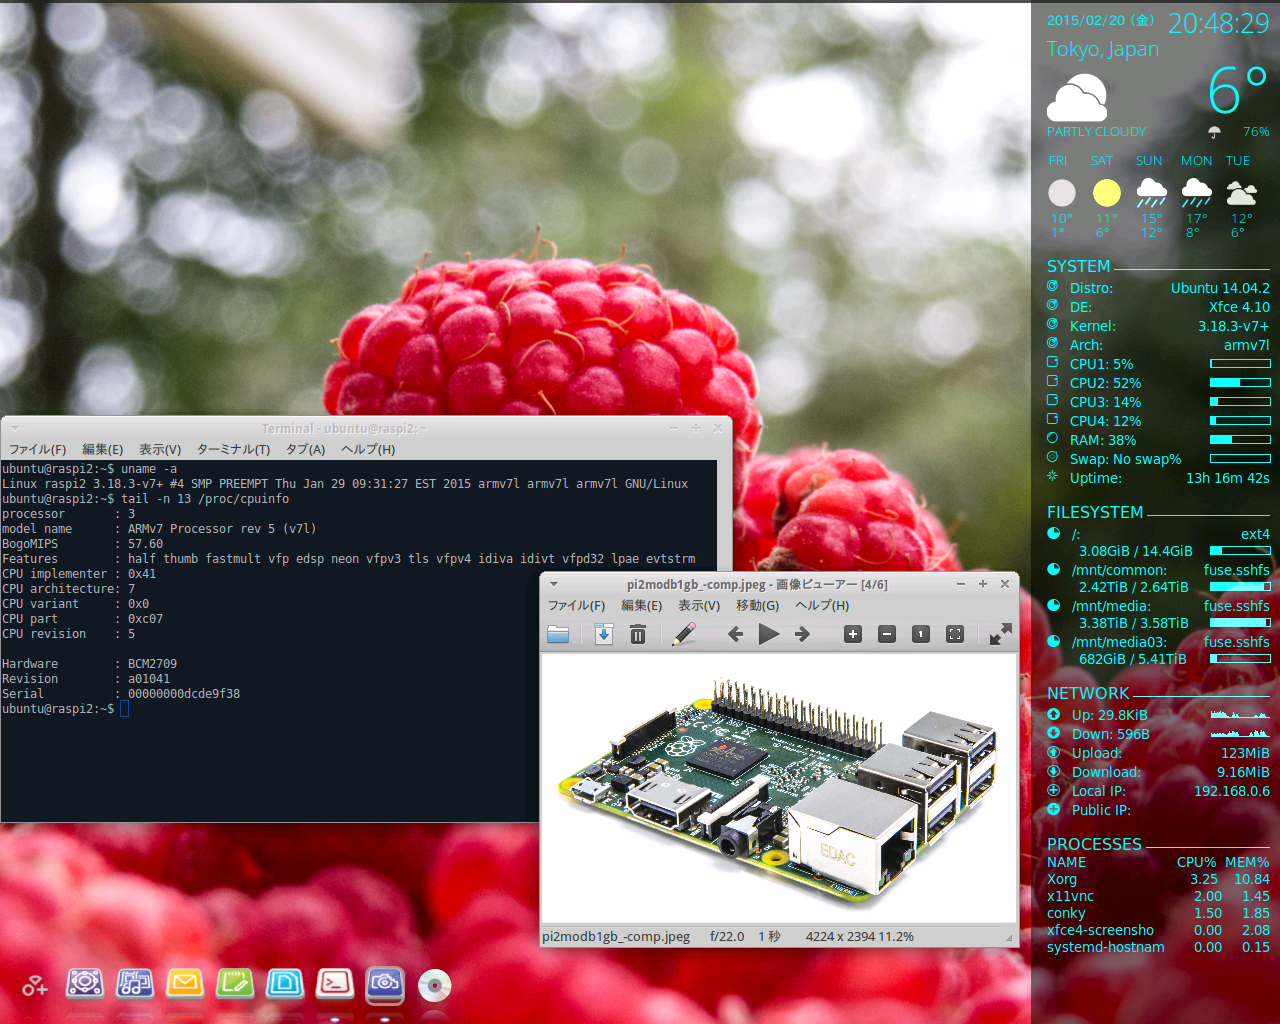 2015/02/20 (金) 20:48:29
Tokyo, Japan
6°
PARTLY CLOUDY 76%
FRI SAT SUN MON TUE
10° 11° 15° 17° 12°
1° 6° 12° 8° 6°
SYSTEM
Distro: Ubuntu 14.04.2
DE: Xfce 4.10
Kernel: 3.18.3-v7+
Arch: armv7l
CPU1: 5%
CPU2: 52%
CPU3: 14%
CPU4: 12%
RAM: 38%
Swap: No swap%
Uptime: 13h 16m 42s
FILESYSTEM
/: ext4
3.08GiB / 14.4GiB
/mnt/common: fuse.sshfs
2.42TiB / 2.64TiB
/mnt/media: fuse.sshfs
3.38TiB / 3.58TiB
/mnt/media03: fuse.sshfs
682GiB / 5.41TiB
NETWORK
Up: 29.8KiB
Down: 596B
Upload: 123MiB
Download: 9.16MiB
Local IP: 192.168.0.6
Public IP:
PROCESSES
NAME CPU% MEM%
Xorg 3.25 10.84
x11vnc 2.00 1.45
conky 1.50 1.85
xfce4-screensho 0.00 2.08
systemd-hostnam 0.00 0.15
Terminal - ubuntu@raspi2: ~
ファイル(F) 編集(E) 表示(V) ターミナル(T) タブ(A) ヘルプ(H)
ubuntu@raspi2:~$ uname -a
Linux raspi2 3.18.3-v7+ #4 SMP PREEMPT Thu Jan 29 09:31:27 EST 2015 armv7l armv7l armv7l GNU/Linux
ubuntu@raspi2:~$ tail -n 13 /proc/cpuinfo
processor : 3
model name : ARMv7 Processor rev 5 (v7l)
BogoMIPS : 57.60
Features : half thumb fastmult vfp edsp neon vfpv3 tls vfpv4 idiva idivt vfpd32 lpae evtstrm
CPU implementer : 0x41
CPU architecture: 7
CPU variant : 0x0
CPU part : 0xc07
CPU revision : 5
Hardware : BCM2709
Revision : a01041
Serial : 00000000dcde9f38
ubuntu@raspi2:~$
pi2modb1gb_-comp.jpeg - 画像ビューアー [4/6]
ファイル(F) 編集(E) 表示(V) 移動(G) ヘルプ(H)
EDAC
ETHERNET
pi2modb1gb_-comp.jpeg f/22.0 1 秒 4224 x 2394 11.2%